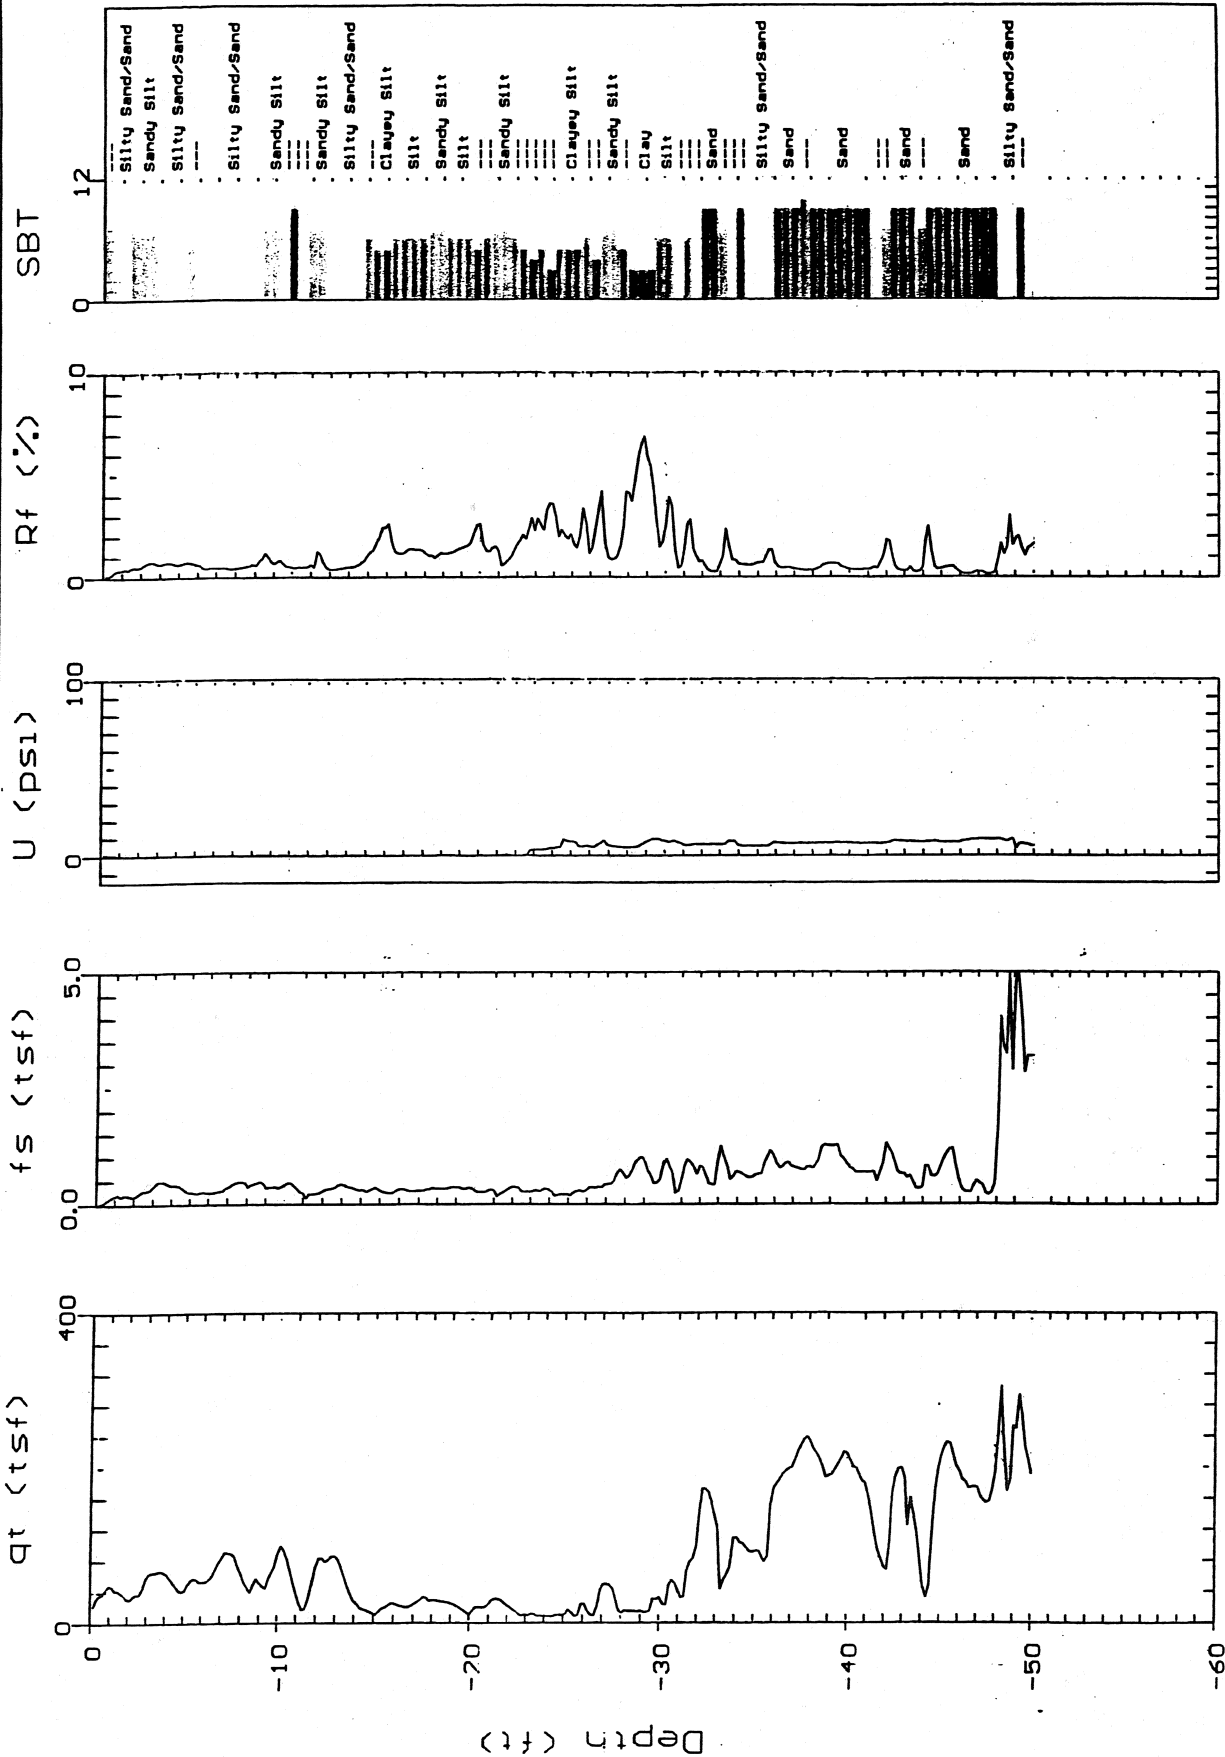 Silty Sand/Sand
Sandy Silt
Silty Sand/Sand
Silty Sand/Sand
Sandy Silt
Sandy Silt
Silty Sand/Sand
Clayey Silt
Silt
Sandy Silt
Silt
Sandy Silt
Clayey Silt
Sandy Silt
Clay
Silt
Sand
Silty Sand/Sand
Sand
Sand
Sand
Sand
Silty Sand/Sand
SBT
12
0
Rf (%)
10
0
U (psi)
100
0
fs (tsf)
5.0
0.0
qt (tsf)
400
0
0
-10
-20
-30
-40
-50
-60
Depth (ft)